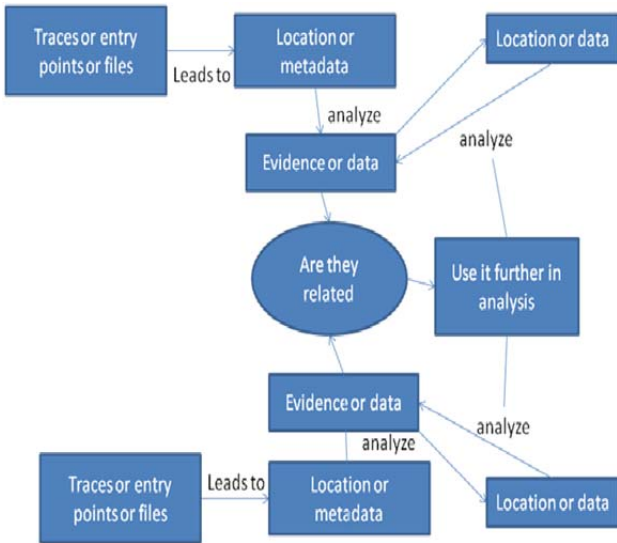 Traces or entry
points or files
Leads to
Location or
metadata
Location or data
analyze
Evidence or data
analyze
Are they
related
Use it further in
analysis
Evidence or data
analyze
analyze
Traces or entry
points or files
Leads to
Location or
metadata
Location or data